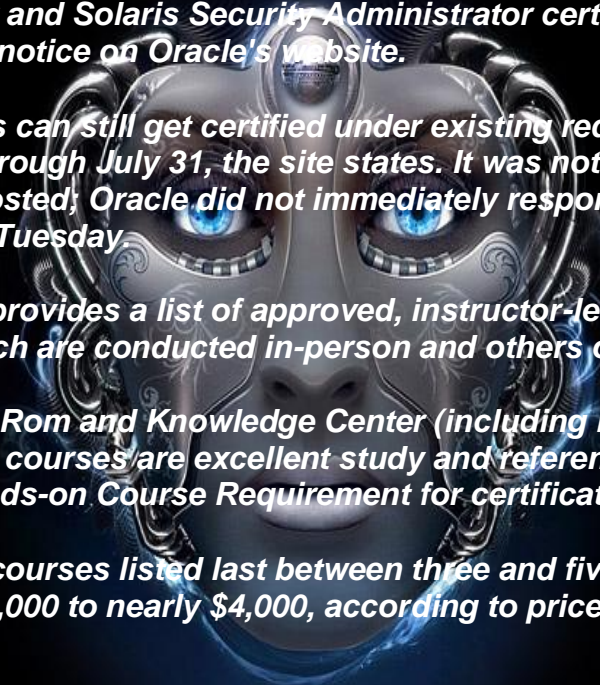 and Solaris Security Administrator cert
notice on Oracle's website.
s can still get certified under existing req
rough July 31, the site states. It was not
osted; Oracle did not immediately respon
Tuesday.
provides a list of approved, instructor-le
ch are conducted in-person and others o
Rom and Knowledge Center (including
courses are excellent study and referen
ds-on Course Requirement for certificat
courses listed last between three and fiv
,000 to nearly $4,000, according to price